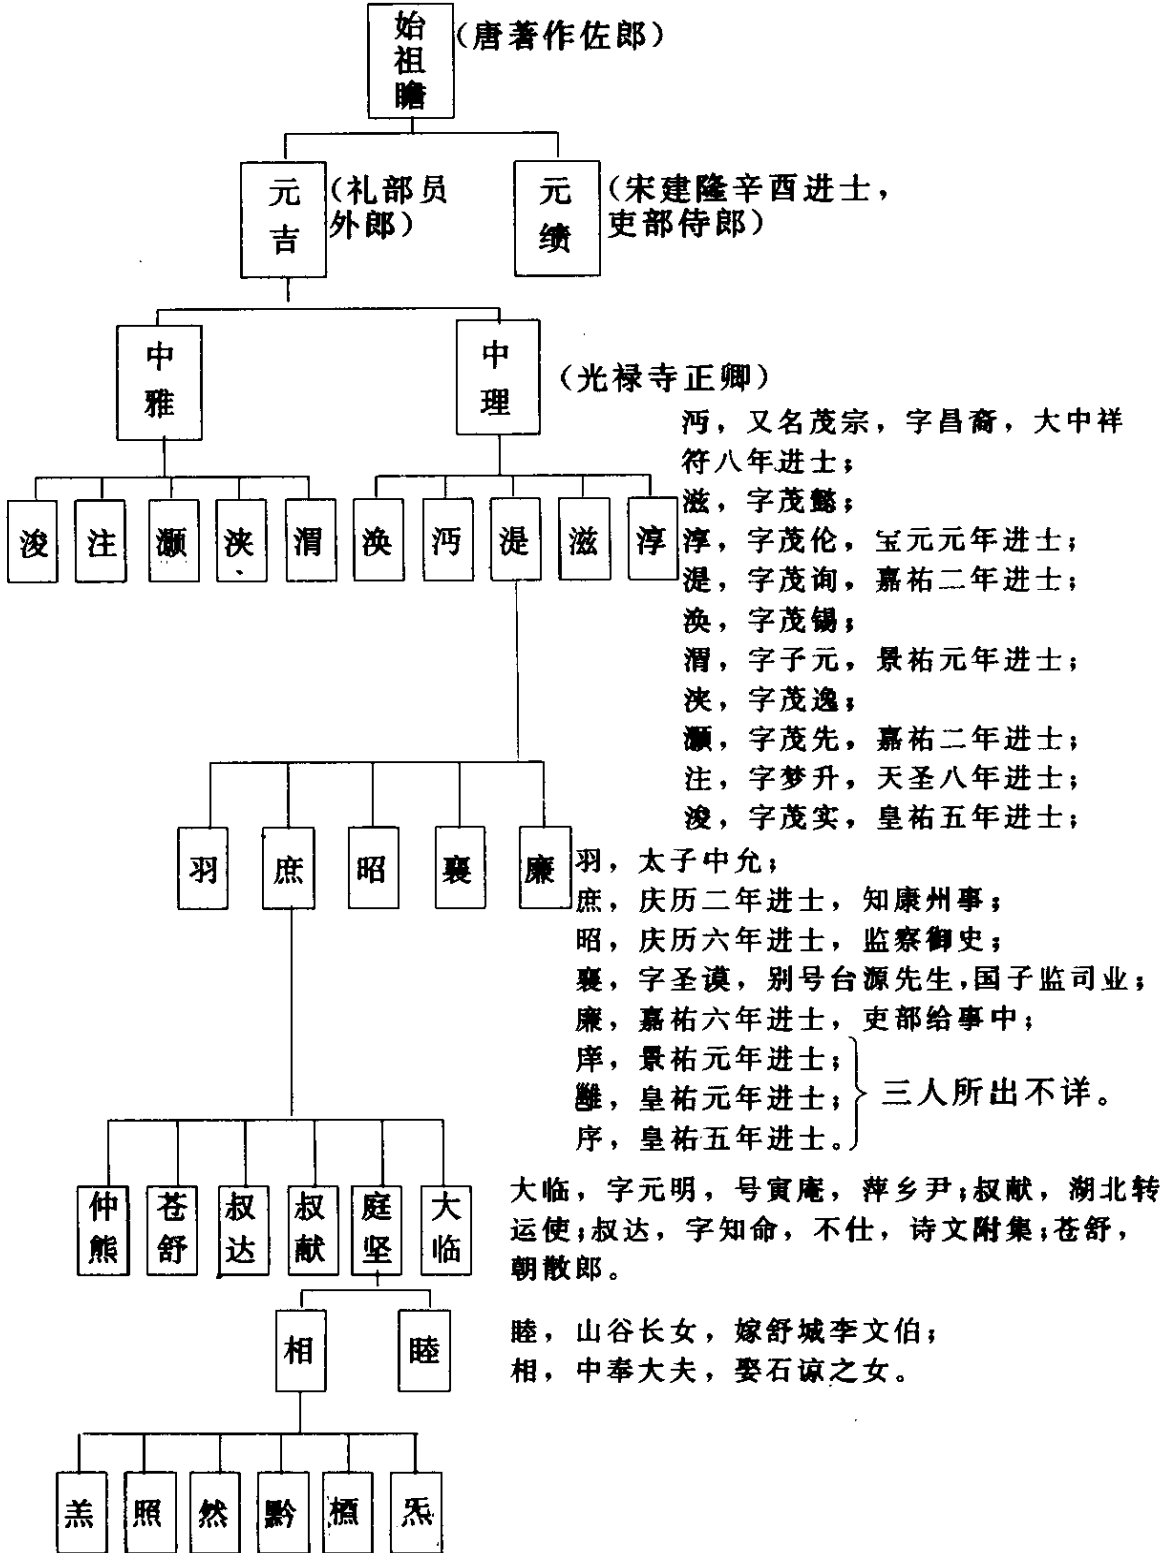 始祖瞻
(唐著作佐郎)
元吉
(礼部员
外郎)
元绩
(宋建隆辛酉进士，
吏部侍郎)
中雅
中理
(光禄寺正卿)
沔，又名茂宗，字昌裔，大中祥
符八年进士；
浚
注
灏
浃
渭
涣
沔
湜
滋
淳
滋，字茂懿；
淳，字茂伦，宝元元年进士；
湜，字茂询，嘉祐二年进士；
涣，字茂锡；
渭，字子元，景祐元年进士；
浃，字茂逸；
灏，字茂先，嘉祐二年进士；
注，字梦升，天圣八年进士；
浚，字茂实，皇祐五年进士；
羽
庶
昭
襄
廉
羽，太子中允；
庶，庆历二年进士，知康州事；
昭，庆历六年进士，监察御史；
襄，字圣谟，别号台源先生，国子监司业；
廉，嘉祐六年进士，吏部给事中；
庠，景祐元年进士；
，皇祐元年进士；
序，皇祐五年进士。
三人所出不详。
仲熊
苍舒
叔达
叔献
庭坚
大临
大临，字元明，号寅庵，萍乡尹；叔献，湖北转
运使；叔达，字知命，不仕，诗文附集；苍舒，
朝散郎。
相
睦
睦，山谷长女，嫁舒城李文伯；
相，中奉大夫，娶石谅之女。
羔
照
然
黔
炁